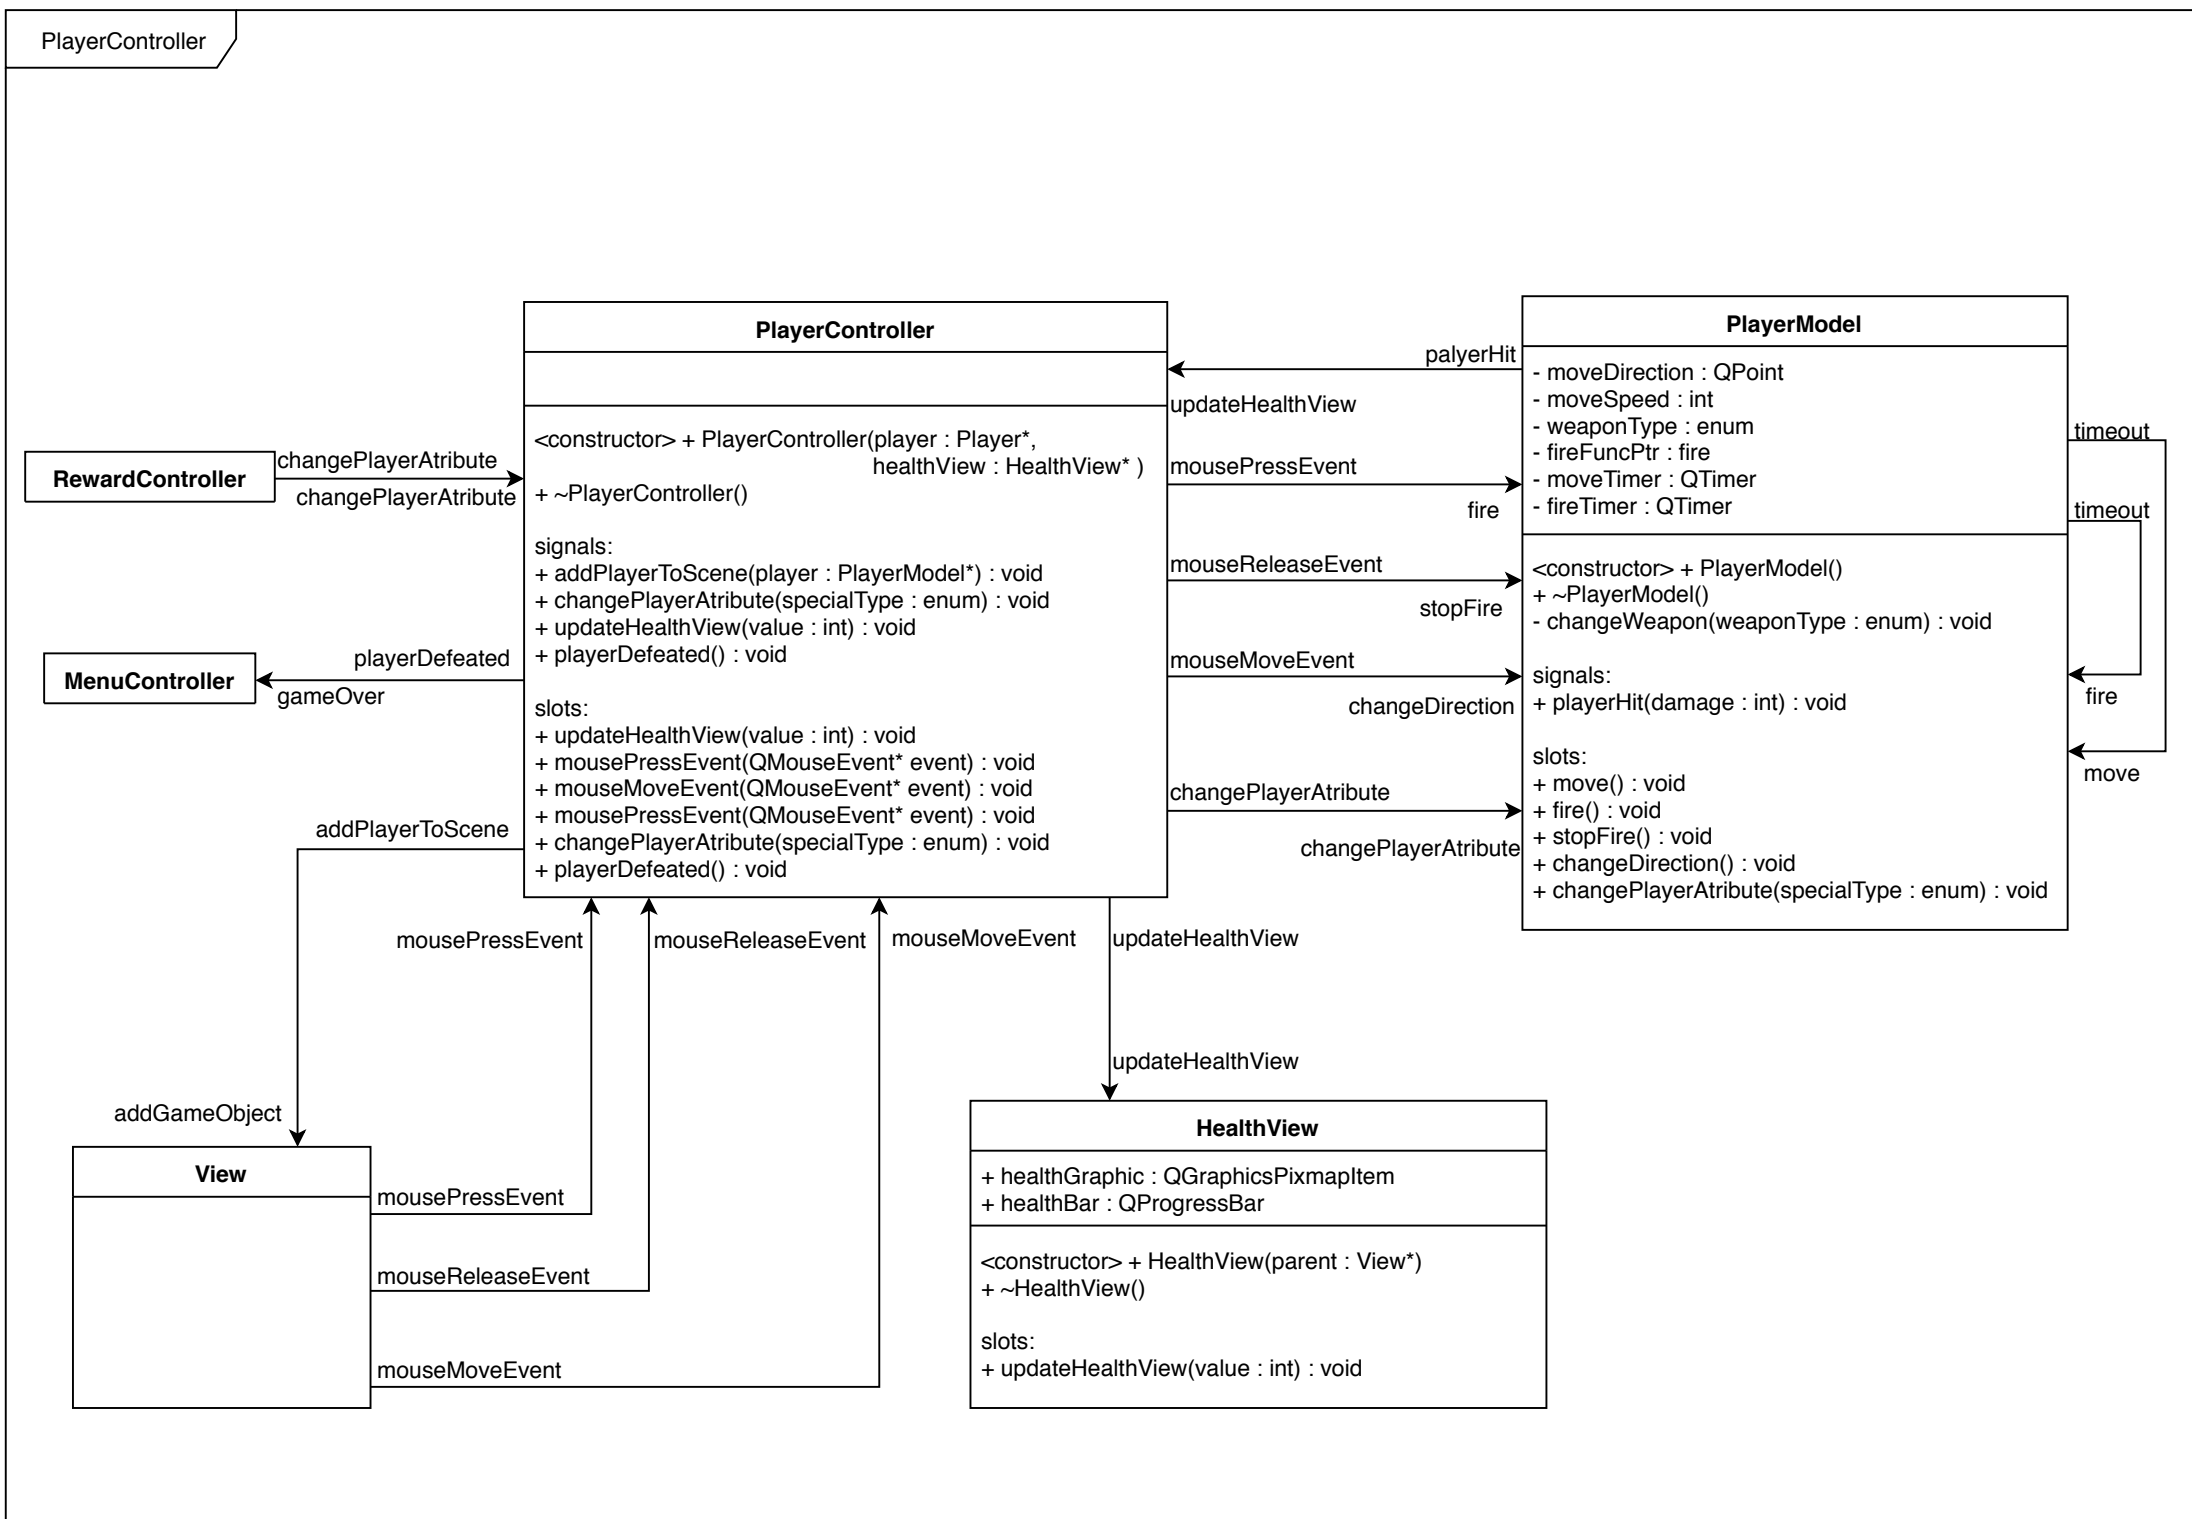 PlayerController
PlayerController
<constructor> + PlayerController(player : Player*,
healthView : HealthView* )
+ ~PlayerController()
signals:
+ addPlayerToScene(player : PlayerModel*) : void
+ changePlayerAtribute(specialType : enum) : void
+ updateHealthView(value : int) : void
+ playerDefeated() : void
slots:
+ updateHealthView(value : int) : void
+ mousePressEvent(QMouseEvent* event) : void
+ mouseMoveEvent(QMouseEvent* event) : void
+ mousePressEvent(QMouseEvent* event) : void
+ changePlayerAtribute(specialType : enum) : void
+ playerDefeated() : void
PlayerModel
- moveDirection : QPoint
- moveSpeed : int
- weaponType : enum
- fireFuncPtr : fire
- moveTimer : QTimer
- fireTimer : QTimer
<constructor> + PlayerModel()
+ ~PlayerModel()
- changeWeapon(weaponType : enum) : void
signals:
+ playerHit(damage : int) : void
slots:
+ move() : void
+ fire() : void
+ stopFire() : void
+ changeDirection() : void
+ changePlayerAtribute(specialType : enum) : void
palyerHit
updateHealthView
mousePressEvent
fire
mouseReleaseEvent
stopFire
mouseMoveEvent
changeDirection
changePlayerAtribute
changePlayerAtribute
timeout
timeout
fire
move
RewardController
changePlayerAtribute
changePlayerAtribute
MenuController
playerDefeated
gameOver
addPlayerToScene
addGameObject
mousePressEvent
mouseReleaseEvent
mouseMoveEvent
updateHealthView
updateHealthView
View
mousePressEvent
mouseReleaseEvent
mouseMoveEvent
HealthView
+ healthGraphic : QGraphicsPixmapItem
+ healthBar : QProgressBar
<constructor> + HealthView(parent : View*)
+ ~HealthView()
slots:
+ updateHealthView(value : int) : void